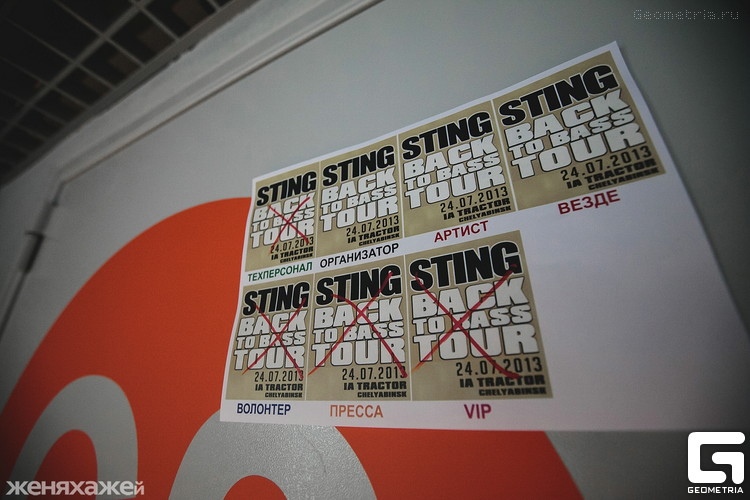 Geometria.ru
STING
BACK
TO BASS
TOUR
24.07.2013
IA TRACTOR
CHELYABINSK
ТЕХПЕРСОНАЛ
STING
BACK
TO BASS
TOUR
24.07.2013
IA TRACTOR
CHELYABINSK
ОРГАНИЗАТОР
STING
BACK
TO BASS
TOUR
24.07.2013
IA TRACTOR
CHELYABINSK
АРТИСТ
STING
BACK
TO BASS
TOUR
24.07.2013
IA TRACTOR
CHELYABINSK
ВЕЗДЕ
STING
BACK
TO BASS
TOUR
24.07.2013
IA TRACTOR
CHELYABINSK
ВОЛОНТЕР
STING
BACK
TO BASS
TOUR
24.07.2013
IA TRACTOR
CHELYABINSK
ПРЕССА
STING
BACK
TO BASS
TOUR
24.07.2013
IA TRACTOR
CHELYABINSK
VIP
женяхажей
GEOMETRIA